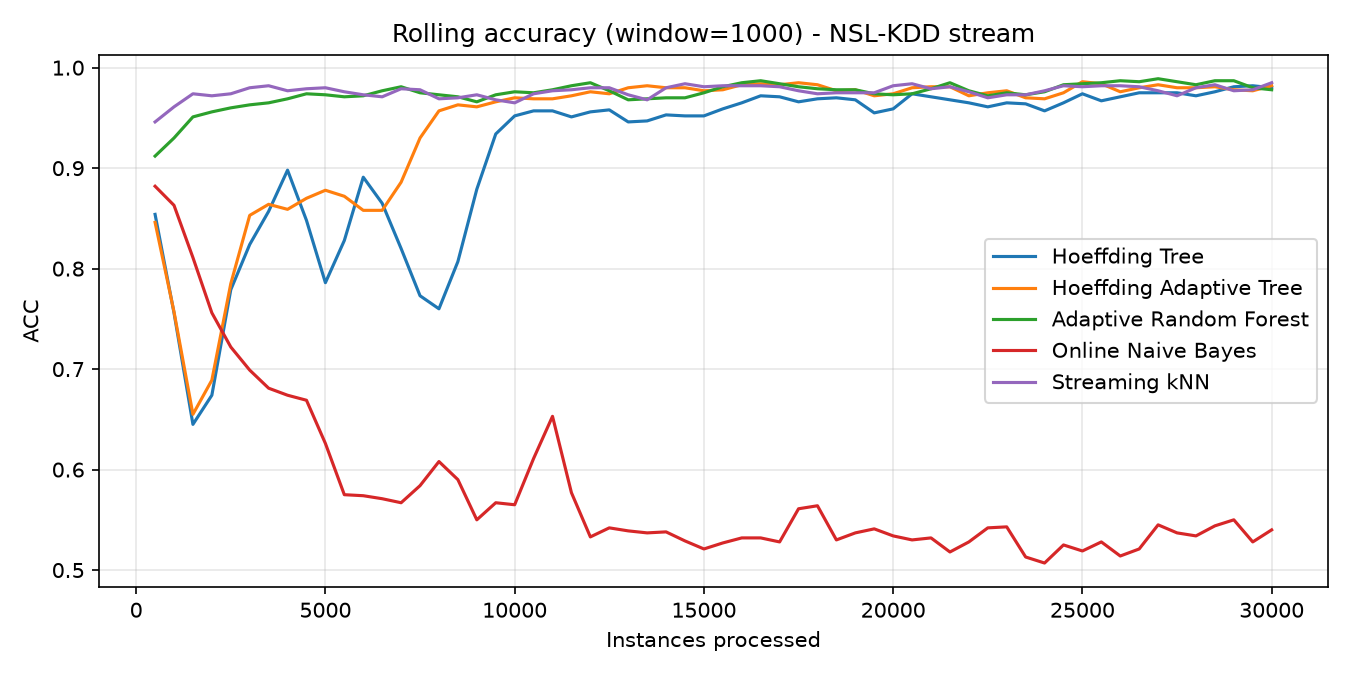 Rolling accuracy (window=1000) - NSL-KDD stream
1.0
0.9
0.8
0.7
0.6
0.5
ACC
Hoeffding Tree
Hoeffding Adaptive Tree
Adaptive Random Forest
Online Naive Bayes
Streaming kNN
0 5000 10000 15000 20000 25000 30000
Instances processed